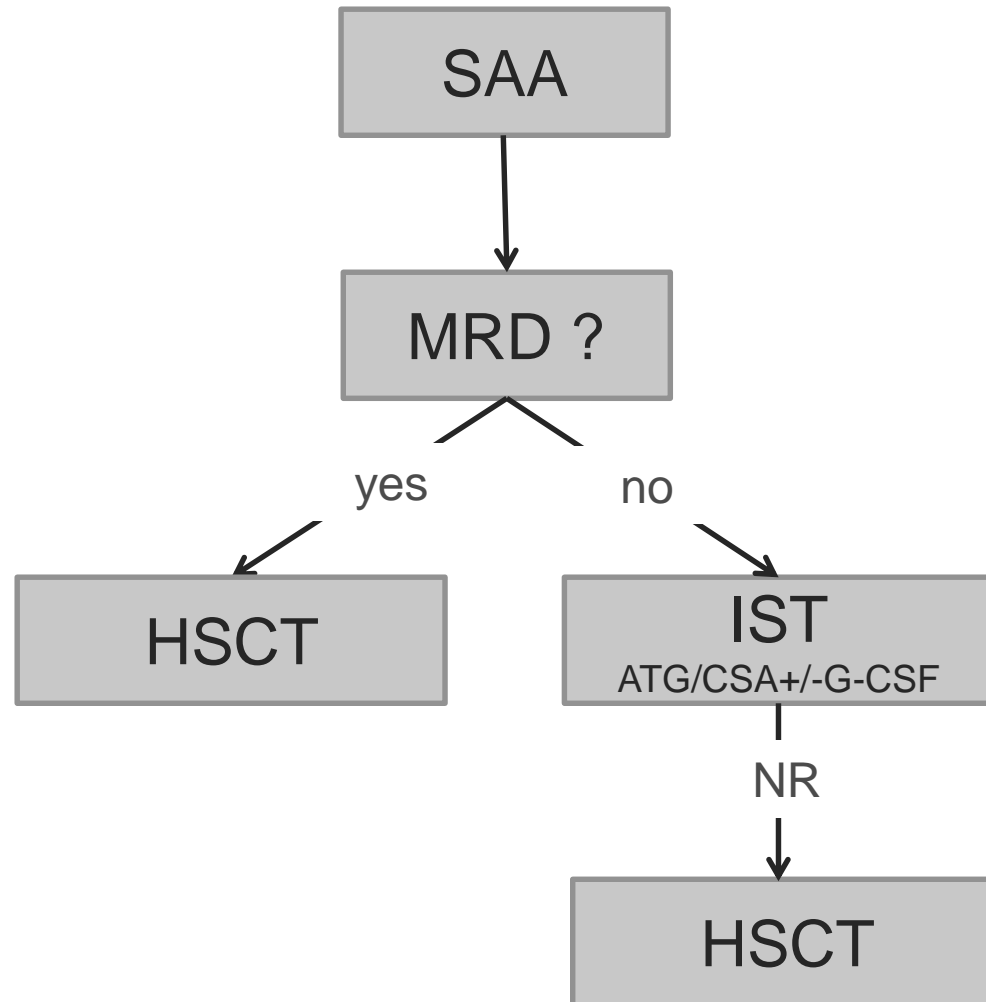 SAA
MRD ?
yes
no
HSCT
IST
ATG/CSA+/-G-CSF
NR
HSCT